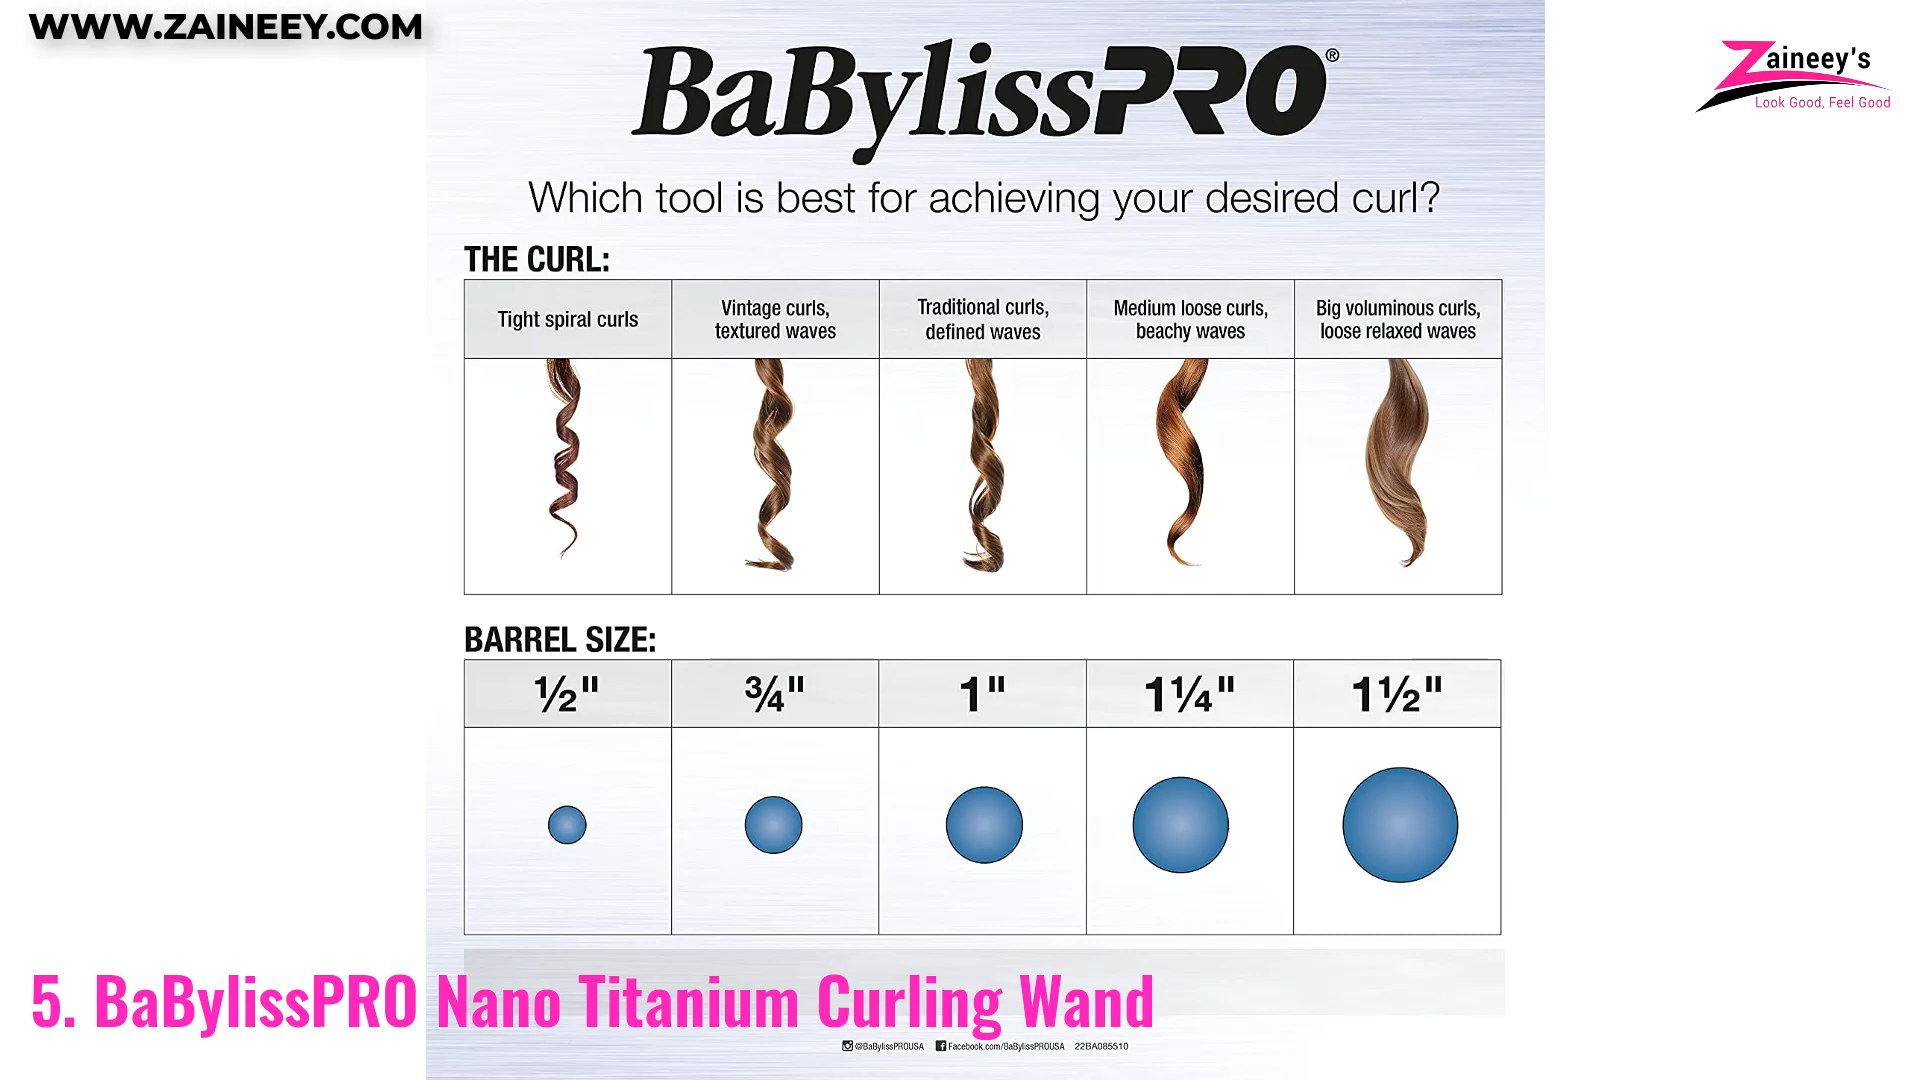 WWW.ZAINEEY.COM
Zaineey's
Look Good, Feel Good
BaBylissPRO®
Which tool is best for achieving your desired curl?
THE CURL:
Tight spiral curls
Vintage curls,
textured waves
Traditional curls,
defined waves
Medium loose curls,
beachy waves
Big voluminous curls,
loose relaxed waves
BARREL SIZE:
½" ¾" 1" 1¼" 1½"
5. BaBylissPRO Nano Titanium Curling Wand
@BaBylissPROUSA Facebook.com/BaBylissPROUSA 22BA085510